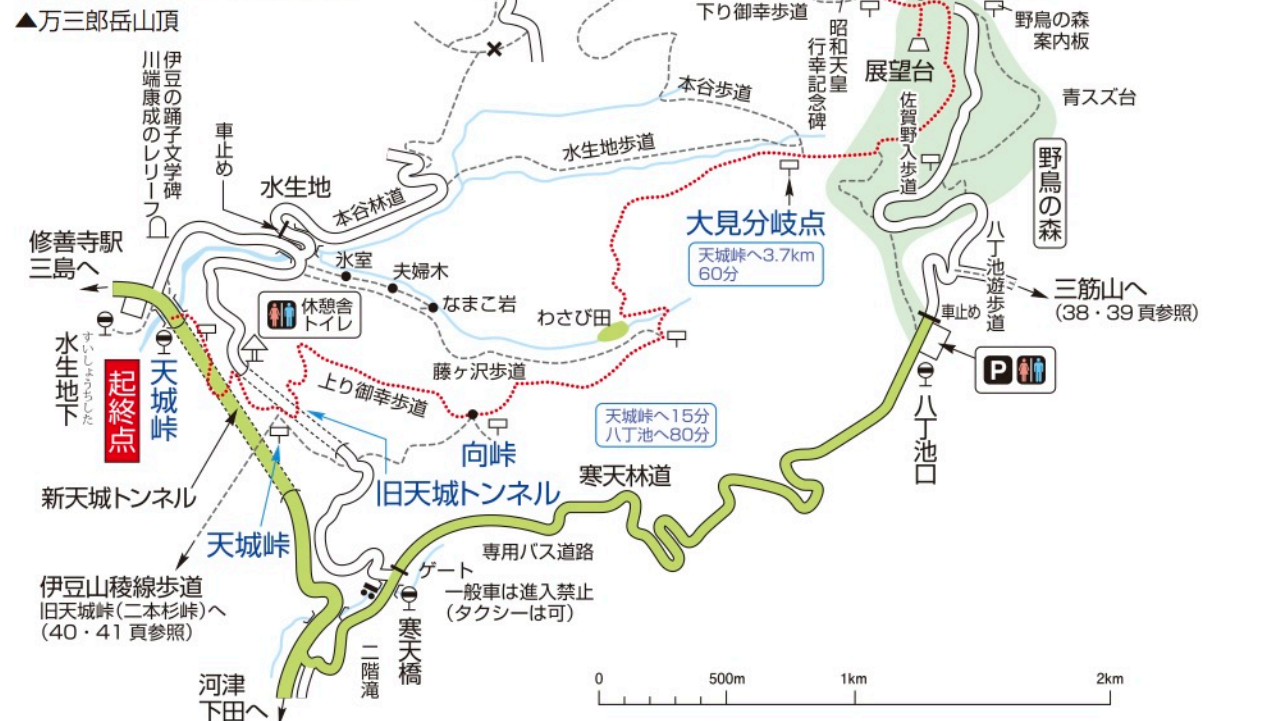 ▲万三郎岳山頂
下り御幸歩道
昭和天皇
行幸記念碑
野鳥の森
案内板
展望台
青スズ台
佐賀野入歩道
野鳥の森
本谷歩道
水生地歩道
伊豆の踊子文学碑
川端康成のレリーフ
車止め
水生地
本谷林道
大見分岐点
天城峠へ3.7km
60分
八丁池遊歩道
三筋山へ
(38・39頁参照)
車止め
P
八丁池口
修善寺駅
三島へ
氷室
夫婦木
なまこ岩
休憩舎
トイレ
わさび田
水生地下
すいしょうちした
起終点
天城峠
藤ヶ沢歩道
上り御幸歩道
天城峠へ15分
八丁池へ80分
向峠
旧天城トンネル
寒天林道
新天城トンネル
天城峠
専用バス道路
ゲート
一般車は進入禁止
(タクシーは可)
伊豆山稜線歩道
旧天城峠(二本杉峠)へ
(40・41頁参照)
寒天橋
二階滝
河津
下田へ
0
500m
1km
2km